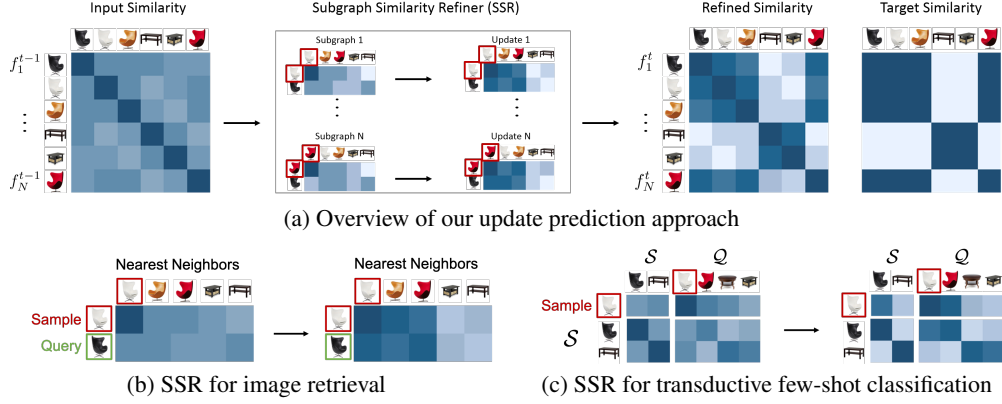 Input Similarity
Subgraph Similarity Refiner (SSR)
Refined Similarity
Target Similarity
Subgraph 1
Update 1
f_1^{t-1}
f_1^t
⋮
⋮
⋮
⋮
Subgraph N
Update N
f_N^{t-1}
f_N^t
(a) Overview of our update prediction approach
Nearest Neighbors
Nearest Neighbors
S
Q
S
Q
Sample
Sample
Query
S
S
(b) SSR for image retrieval
(c) SSR for transductive few-shot classification